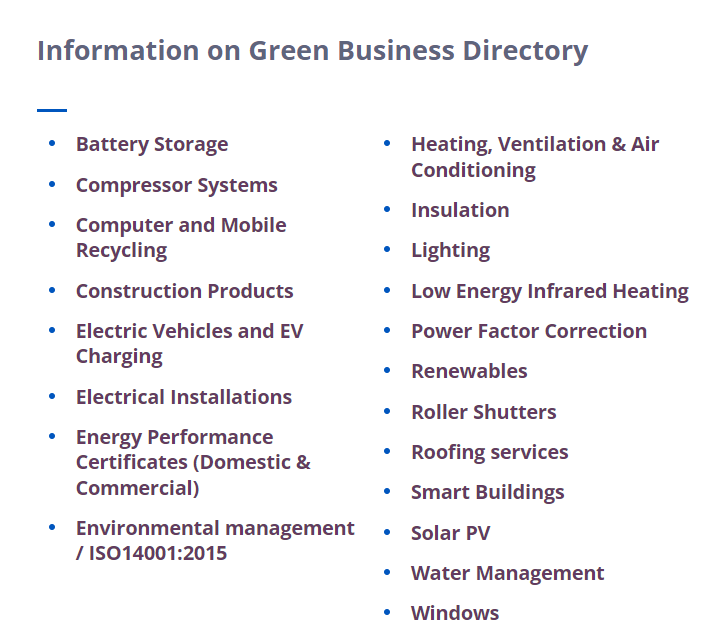 Information on Green Business Directory
Battery Storage
Compressor Systems
Computer and Mobile
Recycling
Construction Products
Electric Vehicles and EV
Charging
Electrical Installations
Energy Performance
Certificates (Domestic &
Commercial)
Environmental management
/ ISO14001:2015
Heating, Ventilation & Air
Conditioning
Insulation
Lighting
Low Energy Infrared Heating
Power Factor Correction
Renewables
Roller Shutters
Roofing services
Smart Buildings
Solar PV
Water Management
Windows